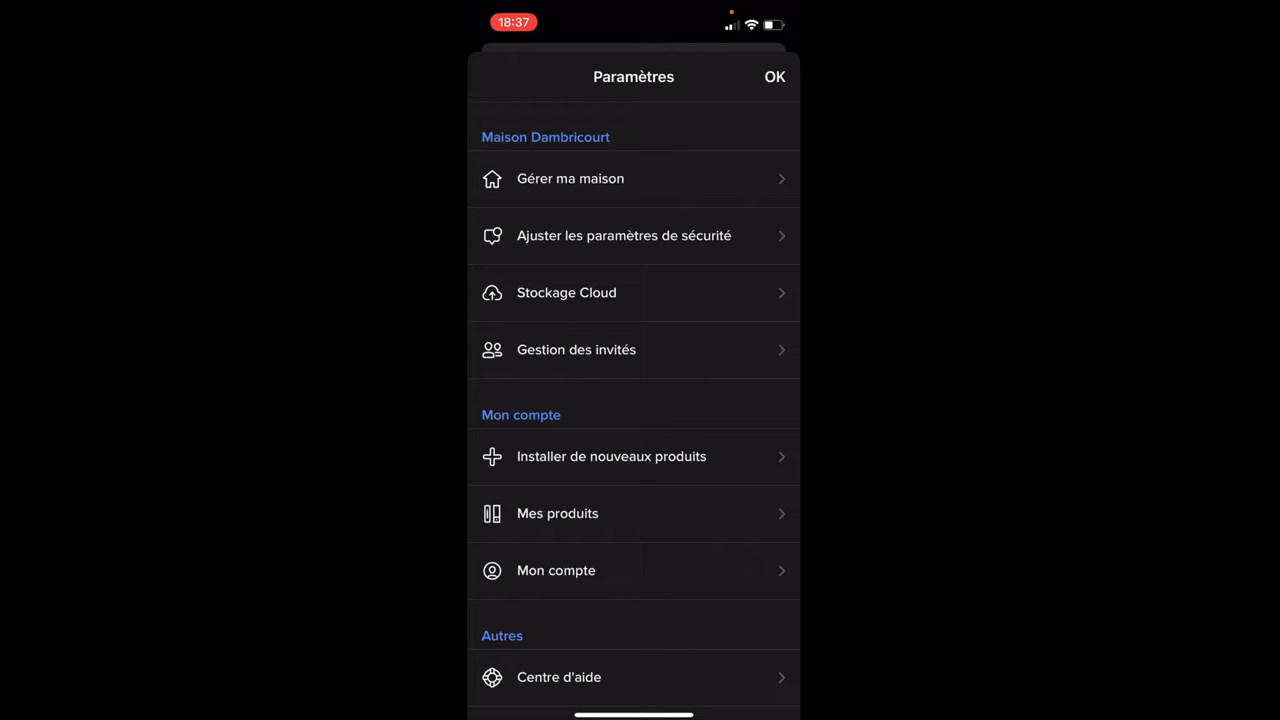 18:37
Paramètres
OK
Maison Dambricourt
Gérer ma maison
Ajuster les paramètres de sécurité
Stockage Cloud
Gestion des invités
Mon compte
Installer de nouveaux produits
Mes produits
Mon compte
Autres
Centre d'aide